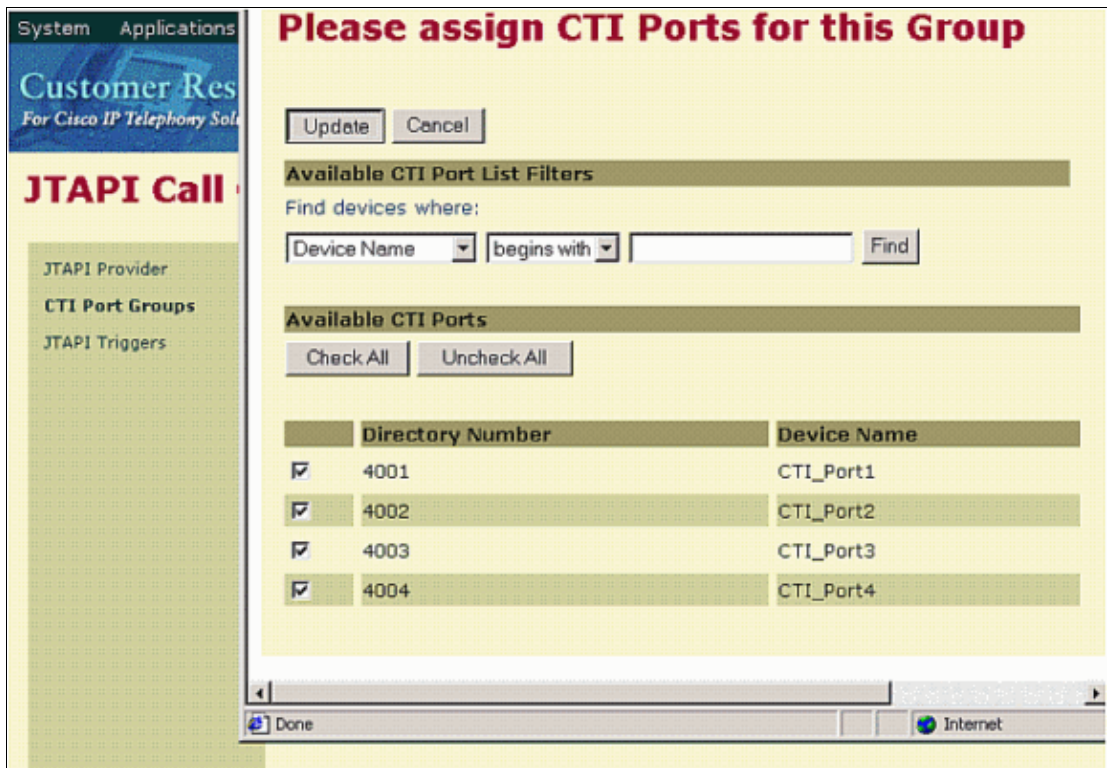 System Applications
Customer Res
For Cisco IP Telephony Solu
JTAPI Call
JTAPI Provider
CTI Port Groups
JTAPI Triggers
Please assign CTI Ports for this Group
Update Cancel
Available CTI Port List Filters
Find devices where:
Device Name begins with Find
Available CTI Ports
Check All Uncheck All
Directory Number Device Name
4001 CTI_Port1
4002 CTI_Port2
4003 CTI_Port3
4004 CTI_Port4
Done Internet